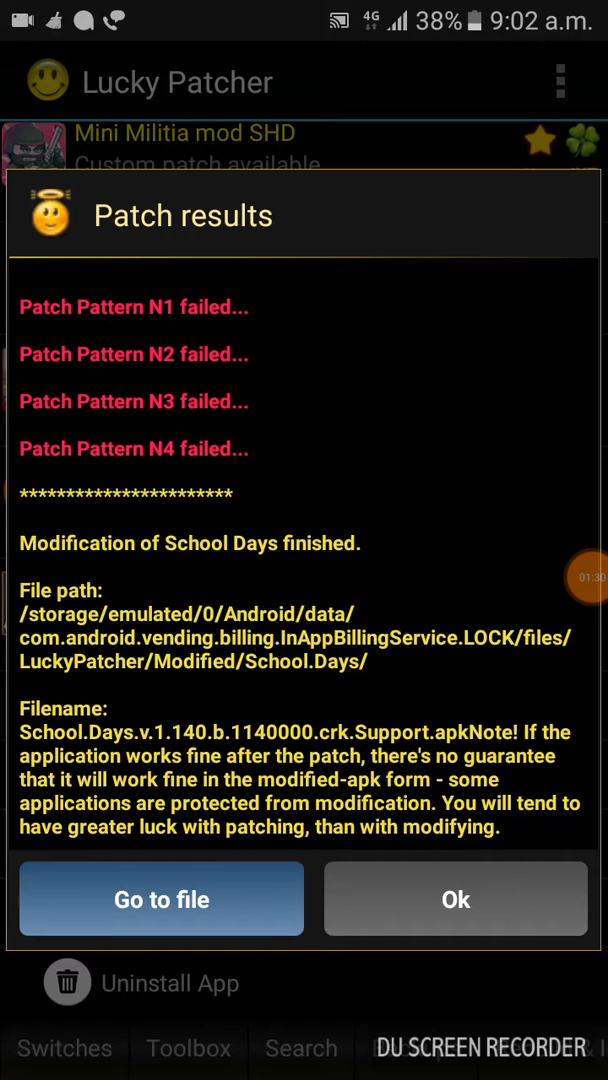 4G 38% 9:02 a.m.
Lucky Patcher
Mini Militia mod SHD
Custom patch available
Patch results
Patch Pattern N1 failed...
Patch Pattern N2 failed...
Patch Pattern N3 failed...
Patch Pattern N4 failed...
***********************
Modification of School Days finished.
01:30
File path:
/storage/emulated/0/Android/data/
com.android.vending.billing.InAppBillingService.LOCK/files/
LuckyPatcher/Modified/School.Days/
Filename:
School.Days.v.1.140.b.1140000.crk.Support.apkNote! If the
application works fine after the patch, there's no guarantee
that it will work fine in the modified-apk form - some
applications are protected from modification. You will tend to
have greater luck with patching, than with modifying.
Go to file
Ok
Uninstall App
Switches Toolbox Search
DU SCREEN RECORDER